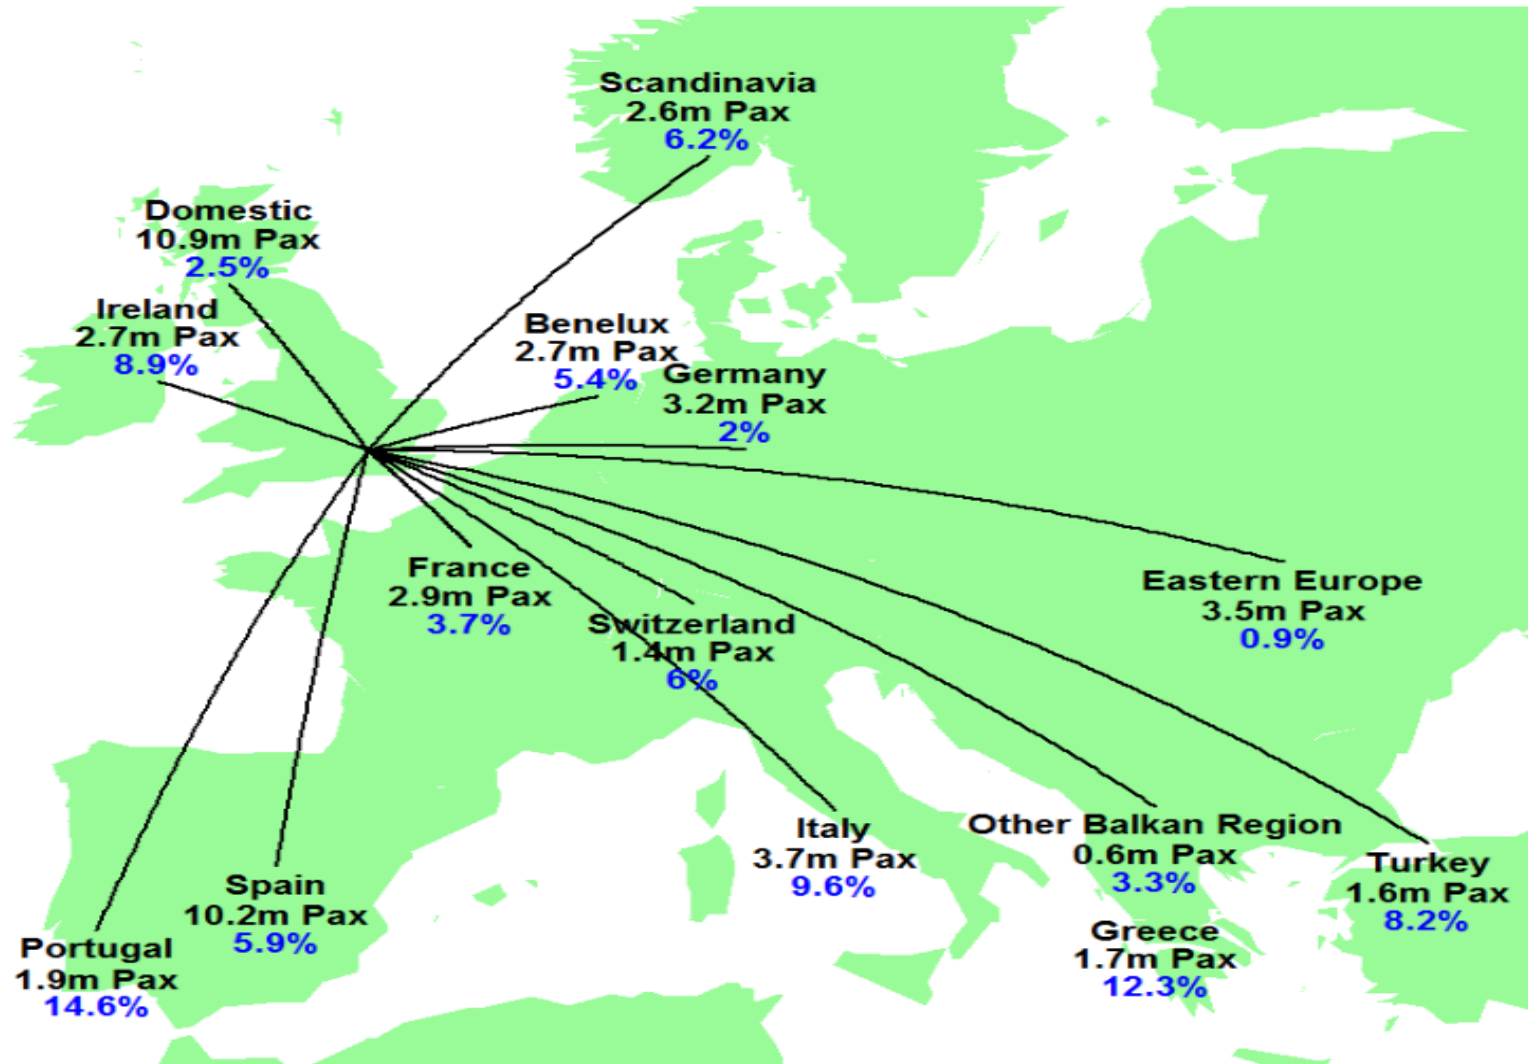 Scandinavia
2.6m Pax
6.2%
Domestic
10.9m Pax
2.5%
Ireland
2.7m Pax
8.9%
Benelux
2.7m Pax
5.4%
Germany
3.2m Pax
2%
France
2.9m Pax
3.7%
Switzerland
1.4m Pax
6%
Eastern Europe
3.5m Pax
0.9%
Italy
3.7m Pax
9.6%
Other Balkan Region
0.6m Pax
3.3%
Turkey
1.6m Pax
8.2%
Spain
10.2m Pax
5.9%
Greece
1.7m Pax
12.3%
Portugal
1.9m Pax
14.6%